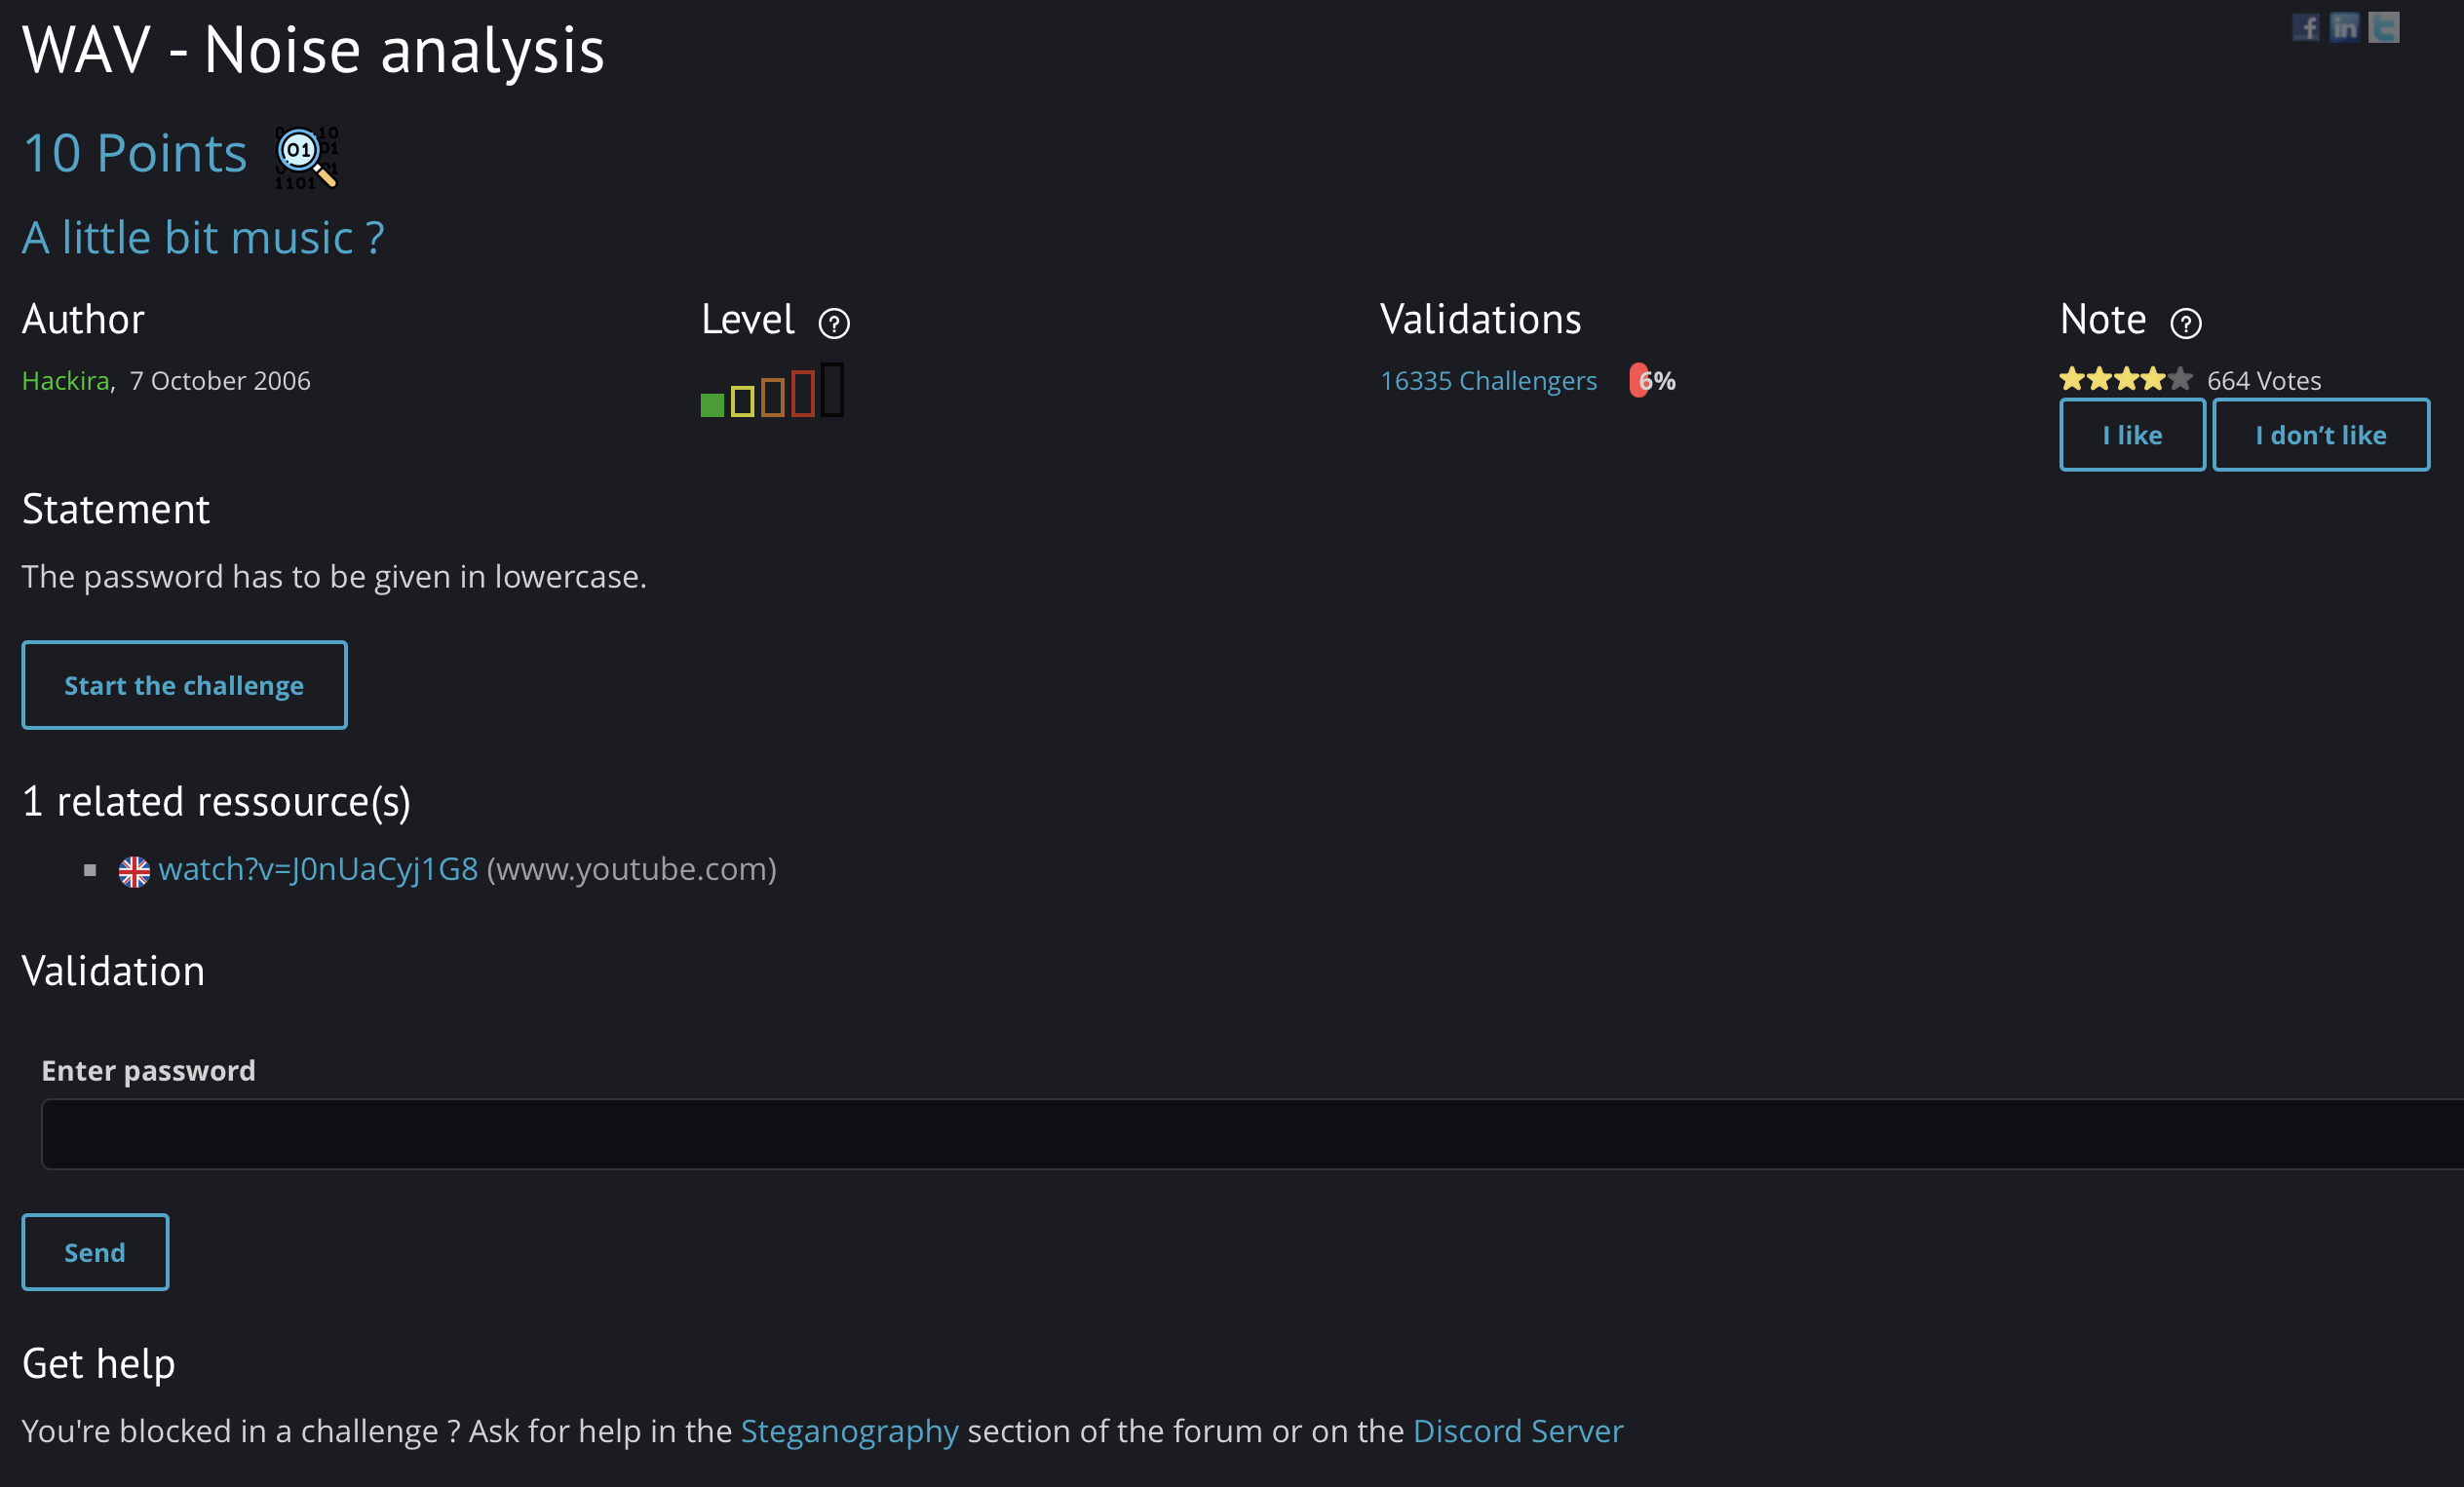 WAV - Noise analysis
10 Points
A little bit music ?
Author
Level ?
Validations
Note ?
Hackira, 7 October 2006
16335 Challengers 6%
664 Votes
I like
I don’t like
Statement
The password has to be given in lowercase.
Start the challenge
1 related ressource(s)
watch?v=J0nUaCyj1G8 (www.youtube.com)
Validation
Enter password
Send
Get help
You're blocked in a challenge ? Ask for help in the Steganography section of the forum or on the Discord Server